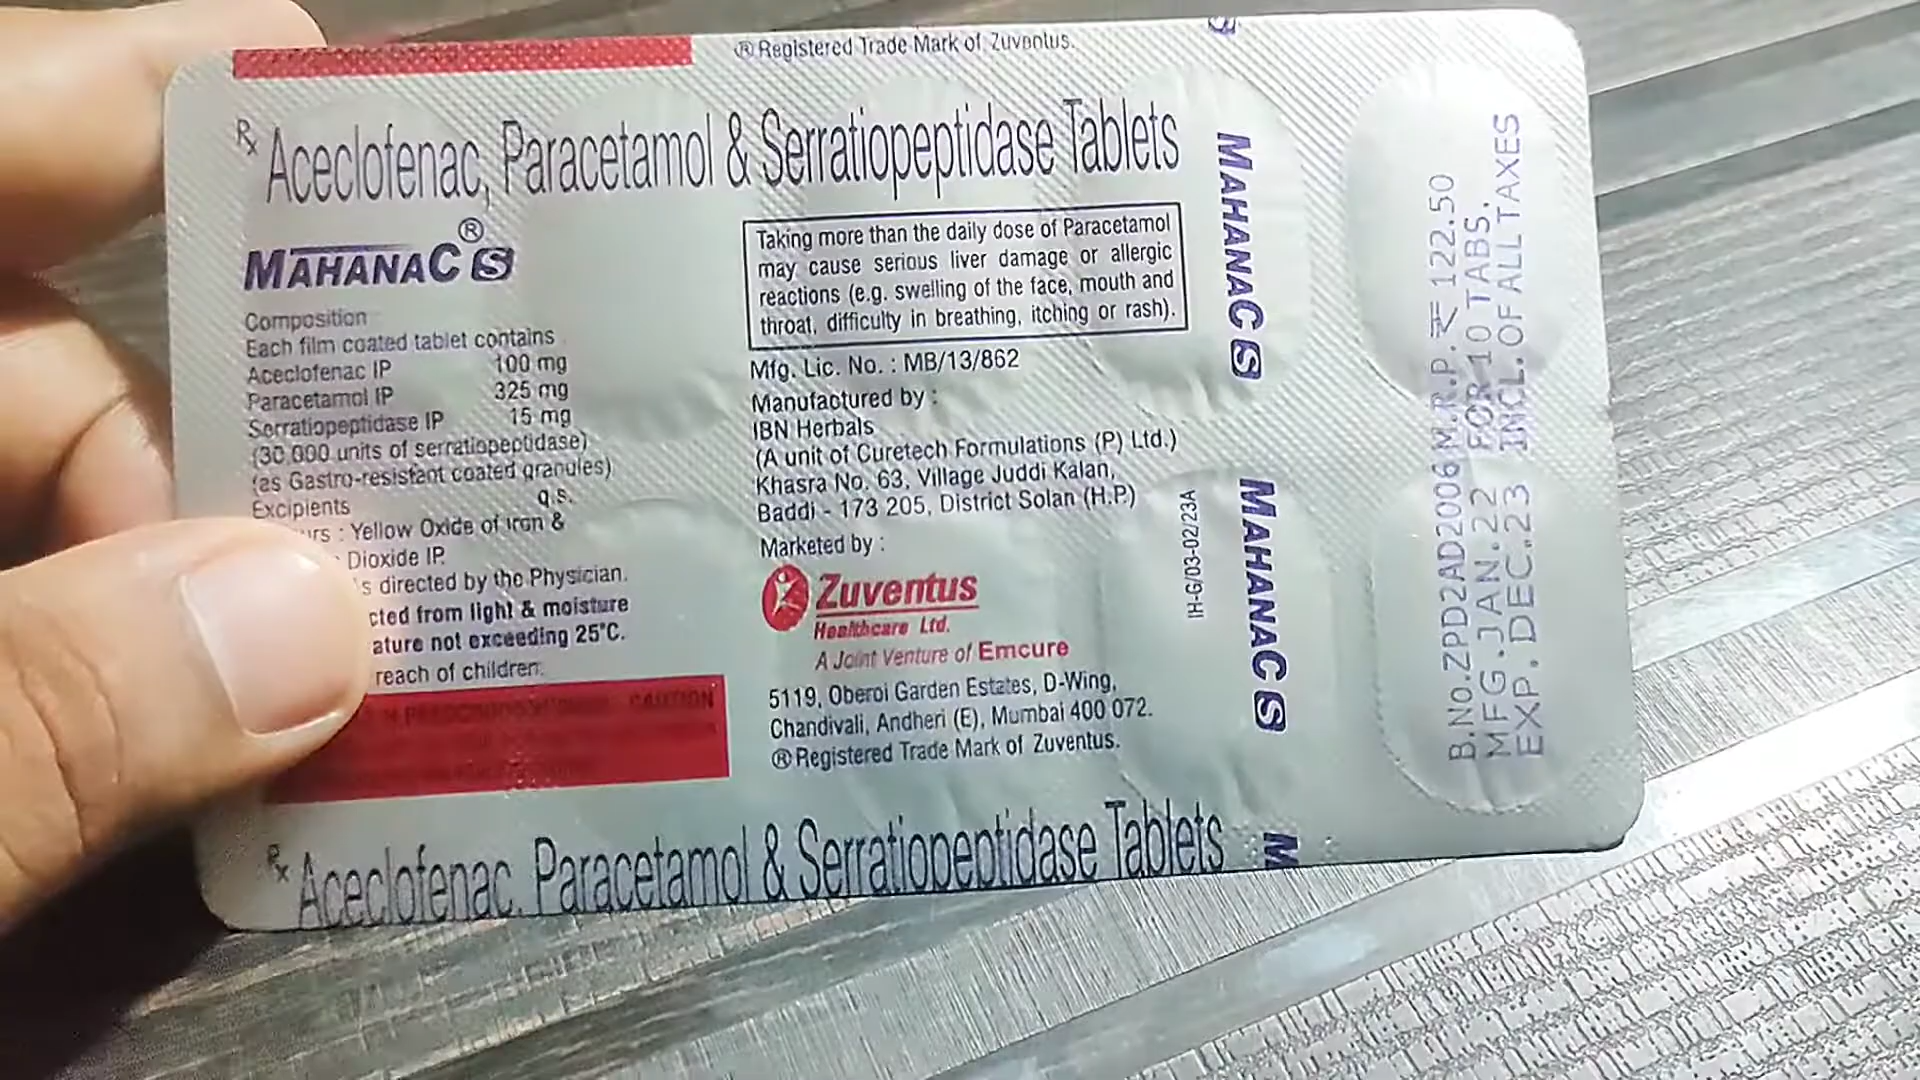 ® Registered Trade Mark of Zuventus.
Rx Aceclofenac, Paracetamol & Serratiopeptidase Tablets
MAHANAC® S
Composition
Each film coated tablet contains
Aceclofenac IP 100 mg
Paracetamol IP 325 mg
Serratiopeptidase IP 15 mg
(30,000 units of serratiopeptidase)
(as Gastro-resistant coated granules)
Excipients q.s.
: Yellow Oxide of iron &
Dioxide IP.
directed by the Physician.
light & moisture
not exceeding 25°C.
reach of children.
CAUTION
Taking more than the daily dose of Paracetamol
may cause serious liver damage or allergic
reactions (e.g. swelling of the face, mouth and
throat, difficulty in breathing, itching or rash).
Mfg. Lic. No. : MB/13/862
Manufactured by :
IBN Herbals
(A unit of Curetech Formulations (P) Ltd.)
Khasra No. 63, Village Juddi Kalan,
Baddi - 173 205, District Solan (H.P.)
Marketed by :
Zuventus
Healthcare Ltd.
A Joint Venture of Emcure
5119, Oberoi Garden Estates, D-Wing,
Chandivali, Andheri (E), Mumbai 400 072.
® Registered Trade Mark of Zuventus.
IH-G/03-02/23A
MAHANAC S
MAHANAC S
B.No.ZPD2AD2006 M.R.P. ₹ 122.50
MFG.JAN.22 FOR 10 TABS.
EXP.DEC.23 INCL.OF ALL TAXES
Rx Aceclofenac, Paracetamol & Serratiopeptidase Tablets